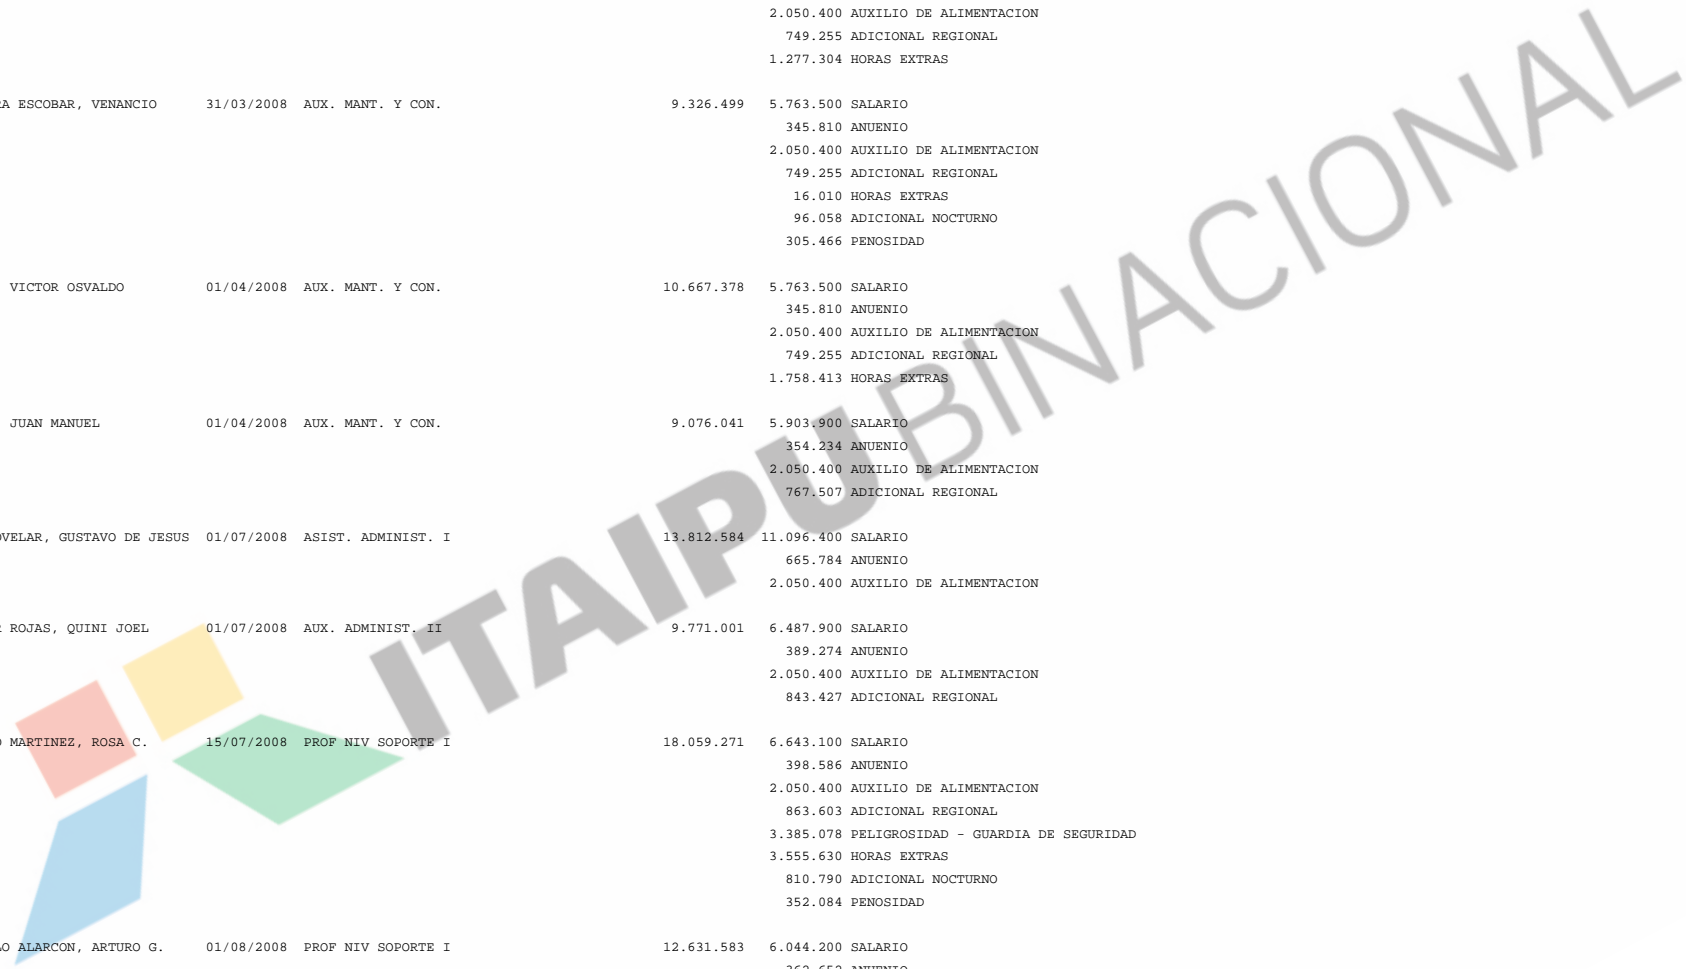 2.050.400 AUXILIO DE ALIMENTACION
749.255 ADICIONAL REGIONAL
1.277.304 HORAS EXTRAS
RA ESCOBAR, VENANCIO 31/03/2008 AUX. MANT. Y CON. 9.326.499 5.763.500 SALARIO
345.810 ANUENIO
2.050.400 AUXILIO DE ALIMENTACION
749.255 ADICIONAL REGIONAL
16.010 HORAS EXTRAS
96.058 ADICIONAL NOCTURNO
305.466 PENOSIDAD
VICTOR OSVALDO 01/04/2008 AUX. MANT. Y CON. 10.667.378 5.763.500 SALARIO
345.810 ANUENIO
2.050.400 AUXILIO DE ALIMENTACION
749.255 ADICIONAL REGIONAL
1.758.413 HORAS EXTRAS
JUAN MANUEL 01/04/2008 AUX. MANT. Y CON. 9.076.041 5.903.900 SALARIO
354.234 ANUENIO
2.050.400 AUXILIO DE ALIMENTACION
767.507 ADICIONAL REGIONAL
OVELAR, GUSTAVO DE JESUS 01/07/2008 ASIST. ADMINIST. I 13.812.584 11.096.400 SALARIO
665.784 ANUENIO
2.050.400 AUXILIO DE ALIMENTACION
R ROJAS, QUINI JOEL 01/07/2008 AUX. ADMINIST. II 9.771.001 6.487.900 SALARIO
389.274 ANUENIO
2.050.400 AUXILIO DE ALIMENTACION
843.427 ADICIONAL REGIONAL
O MARTINEZ, ROSA C. 15/07/2008 PROF NIV SOPORTE I 18.059.271 6.643.100 SALARIO
398.586 ANUENIO
2.050.400 AUXILIO DE ALIMENTACION
863.603 ADICIONAL REGIONAL
3.385.078 PELIGROSIDAD - GUARDIA DE SEGURIDAD
3.555.630 HORAS EXTRAS
810.790 ADICIONAL NOCTURNO
352.084 PENOSIDAD
LO ALARCON, ARTURO G. 01/08/2008 PROF NIV SOPORTE I 12.631.583 6.044.200 SALARIO
362.652 ANUENIO
ITAIPU BINACIONAL